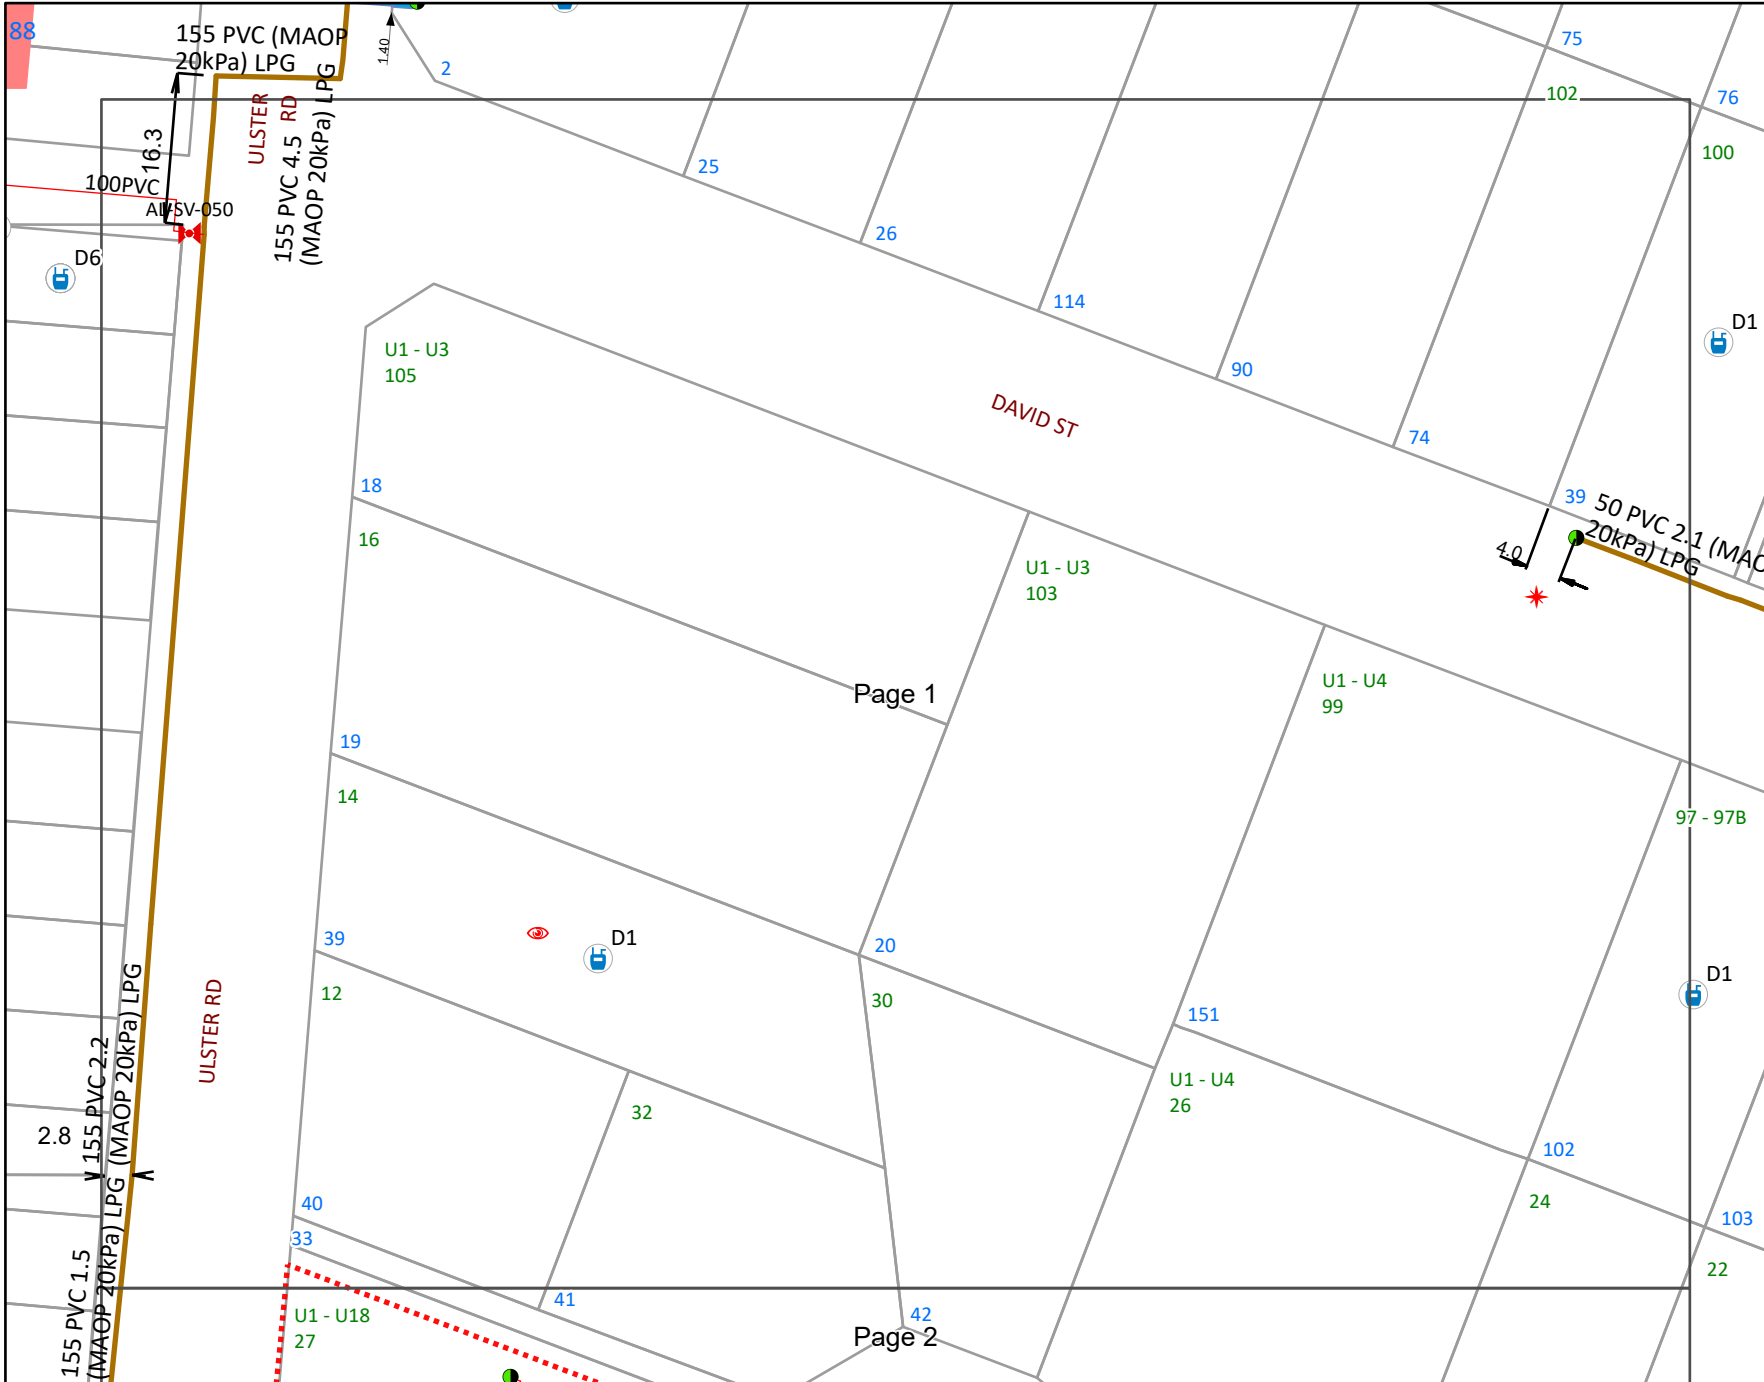 88
155 PVC (MAOP
20kPa) LPG
1.40
2
75
102
76
100
ULSTER RD
155 PVC 4.5
(MAOP 20kPa) LPG
16.3
100PVC
AL-SV-050
D6
25
26
114
90
74
39
D1
U1 - U3
105
DAVID ST
18
16
50 PVC 2.1 (MAO
20kPa) LPG
4.0
U1 - U3
103
U1 - U4
99
Page 1
19
14
97 - 97B
39
12
D1
20
30
D1
ULSTER RD
155 PVC 2.2
(MAOP 20kPa) LPG
151
U1 - U4
26
32
2.8
102
24
40
33
103
22
155 PVC 1.5
(MAOP 20kPa) LPG
U1 - U18
27
41
42
Page 2